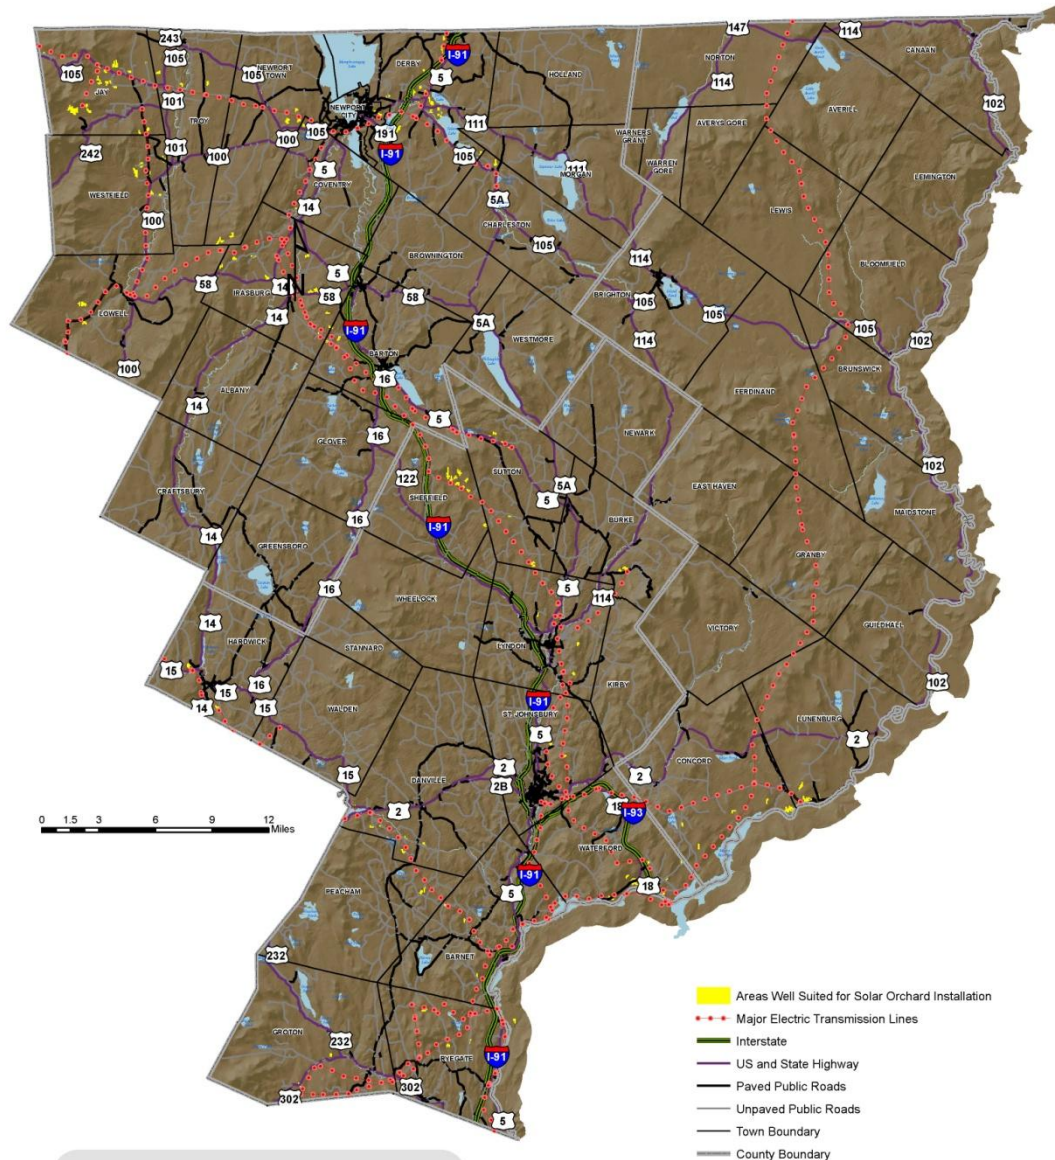 147
114
243
I-91
CANAAN
105
DERBY
NORTON
105
NEWPORT TOWN
5
HOLLAND
105
114
JAY
AVERILL
102
101
NEWPORT CITY
TROY
105
191
111
WARNERS GRANT
AVERYS GORE
100
242
101
100
I-91
105
111
MORGAN
WARREN GORE
5
COVENTRY
LEMINGTON
WESTFIELD
5A
14
LEWIS
100
CHARLESTON
105
BROWNINGTON
114
BLOOMFIELD
5
58
14
IRASBURG
58
58
BRIGHTON
105
LOWELL
14
5A
105
105
I-91
WESTMORE
114
102
BARTON
100
16
BRUNSWICK
ALBANY
FERDINAND
14
5
GLOVER
16
NEWARK
102
122
SUTTON
5A
EAST HAVEN
CRAFTSBURY
SHEFFIELD
5
MAIDSTONE
16
I-91
BURKE
14
GREENSBORO
GRANBY
WHEELOCK
5
16
114
14
GUILDHALL
HARDWICK
VICTORY
STANNARD
LYNDON
15
16
15
KIRBY
102
14
15
WALDEN
I-91
ST JOHNSBURY
LUNENBURG
5
2
2
15
DANVILLE
2
CONCORD
2B
2
18
I-93
0 1.5 3 6 9 12
Miles
WATERFORD
I-91
18
PEACHAM
5
232
BARNET
GROTON
232
RYEGATE
I-91
302
302
5
Areas Well Suited for Solar Orchard Installation
Major Electric Transmission Lines
Interstate
US and State Highway
Paved Public Roads
Unpaved Public Roads
Town Boundary
County Boundary